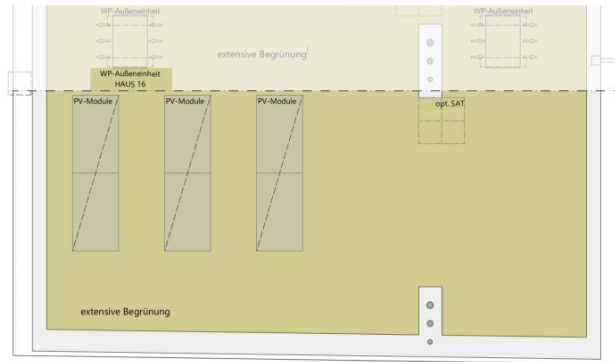 WP-Außeneinheit
WP-Außeneinheit
extensive Begrünung
WP-Außeneinheit
HAUS 16
PV-Module
PV-Module
PV-Module
opt. SAT
extensive Begrünung